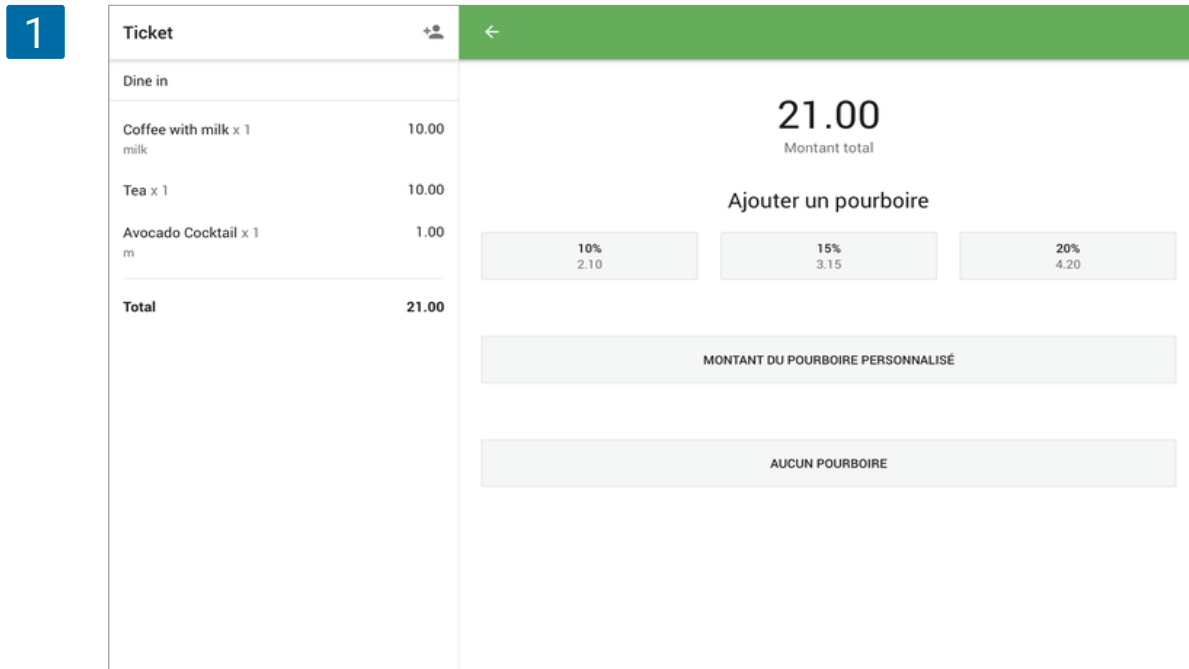 1
Ticket
Dine in
Coffee with milk x 1 10.00
milk
Tea x 1 10.00
Avocado Cocktail x 1 1.00
m
Total 21.00
21.00
Montant total
Ajouter un pourboire
10% 15% 20%
2.10 3.15 4.20
MONTANT DU POURBOIRE PERSONNALISÉ
AUCUN POURBOIRE